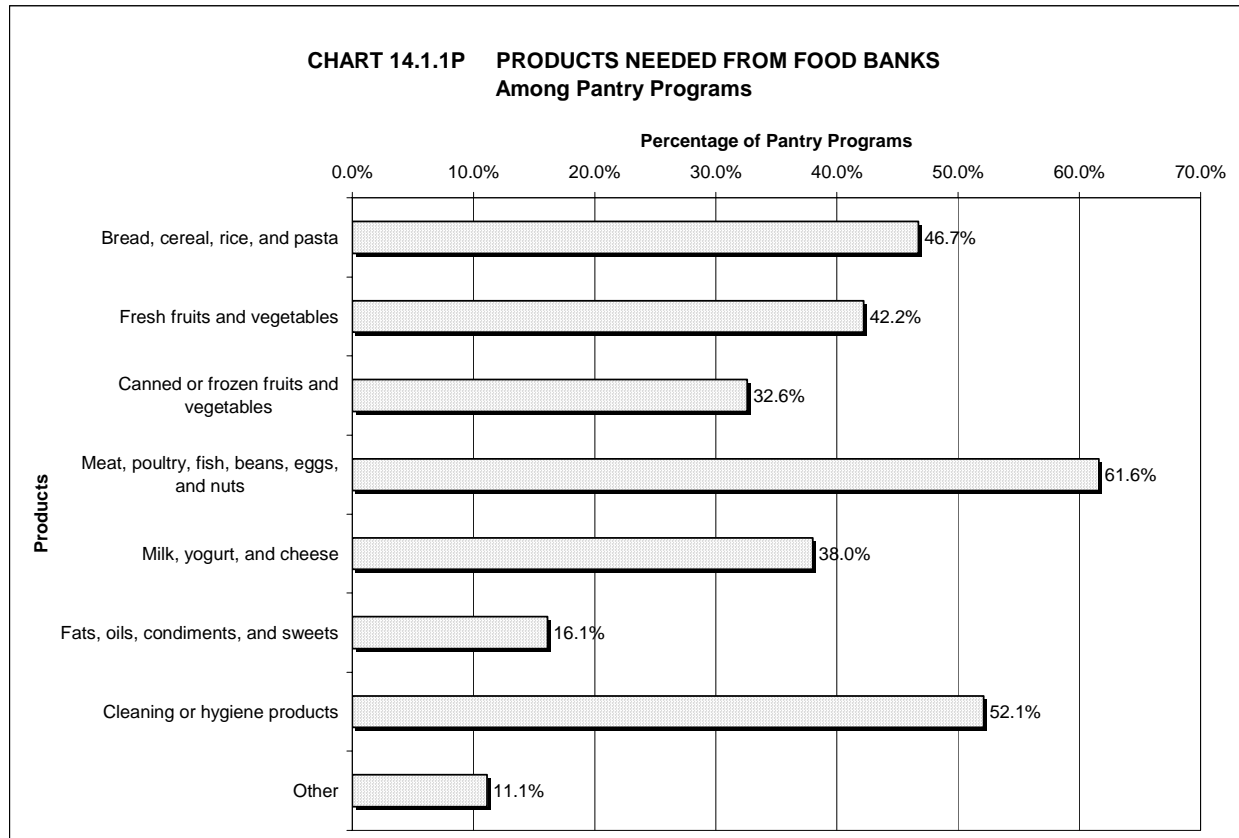 CHART 14.1.1P PRODUCTS NEEDED FROM FOOD BANKS
Among Pantry Programs
Percentage of Pantry Programs
0.0% 10.0% 20.0% 30.0% 40.0% 50.0% 60.0% 70.0%
Bread, cereal, rice, and pasta 46.7%
Fresh fruits and vegetables 42.2%
Canned or frozen fruits and
vegetables 32.6%
Meat, poultry, fish, beans, eggs,
and nuts 61.6%
Milk, yogurt, and cheese 38.0%
Fats, oils, condiments, and sweets 16.1%
Cleaning or hygiene products 52.1%
Other 11.1%
Products